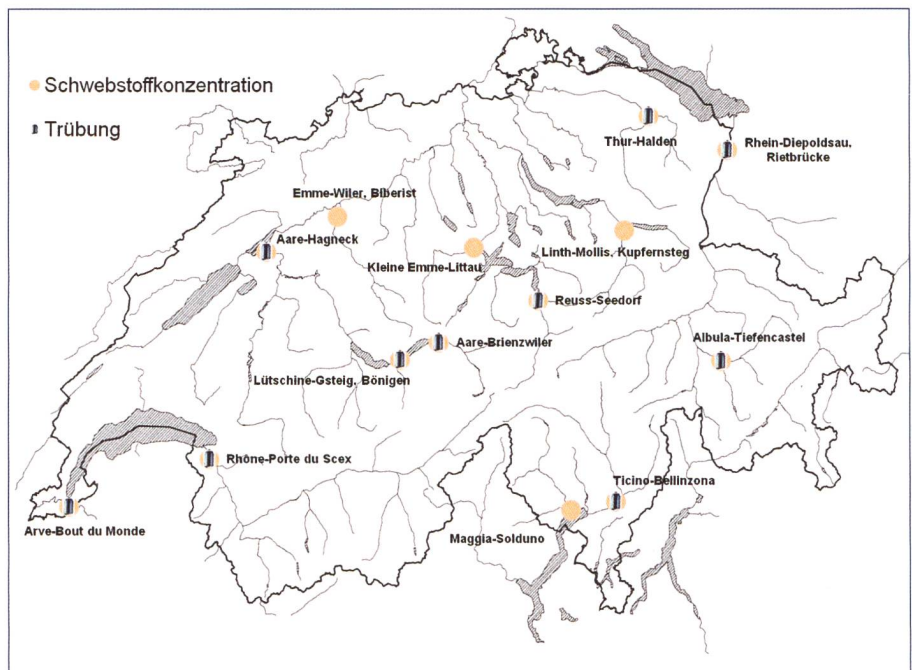 Schwebstoffkonzentration
Trübung
Thur-Halden
Rhein-Diepoldsau,
Rietbrücke
Emme-Wiler, Biberist
Aare-Hagneck
Kleine Emme-Littau
Linth-Mollis, Kupfernsteg
Reuss-Seedorf
Aare-Brienzwiler
Albula-Tiefencastel
Lütschine-Gsteig, Bönigen
Rhône-Porte du Scex
Ticino-Bellinzona
Arve-Bout du Monde
Maggia-Solduno